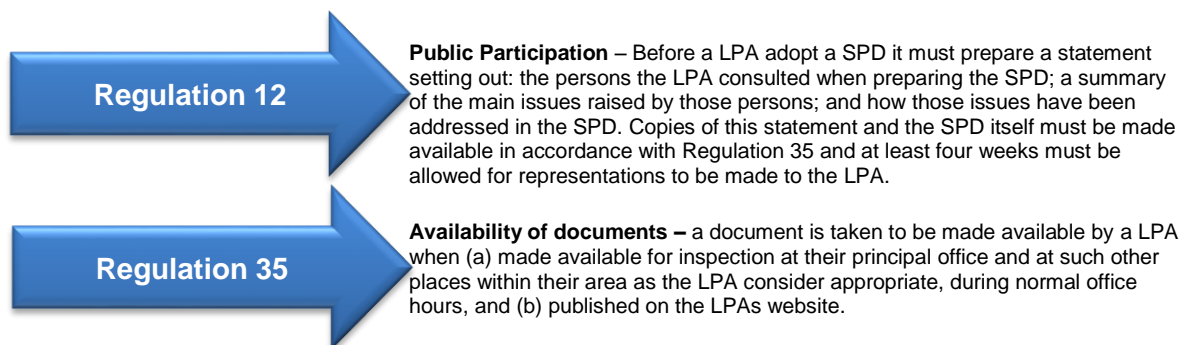 Regulation 12
Public Participation – Before a LPA adopt a SPD it must prepare a statement
setting out: the persons the LPA consulted when preparing the SPD; a summary
of the main issues raised by those persons; and how those issues have been
addressed in the SPD. Copies of this statement and the SPD itself must be made
available in accordance with Regulation 35 and at least four weeks must be
allowed for representations to be made to the LPA.
Regulation 35
Availability of documents – a document is taken to be made available by a LPA
when (a) made available for inspection at their principal office and at such other
places within their area as the LPA consider appropriate, during normal office
hours, and (b) published on the LPAs website.